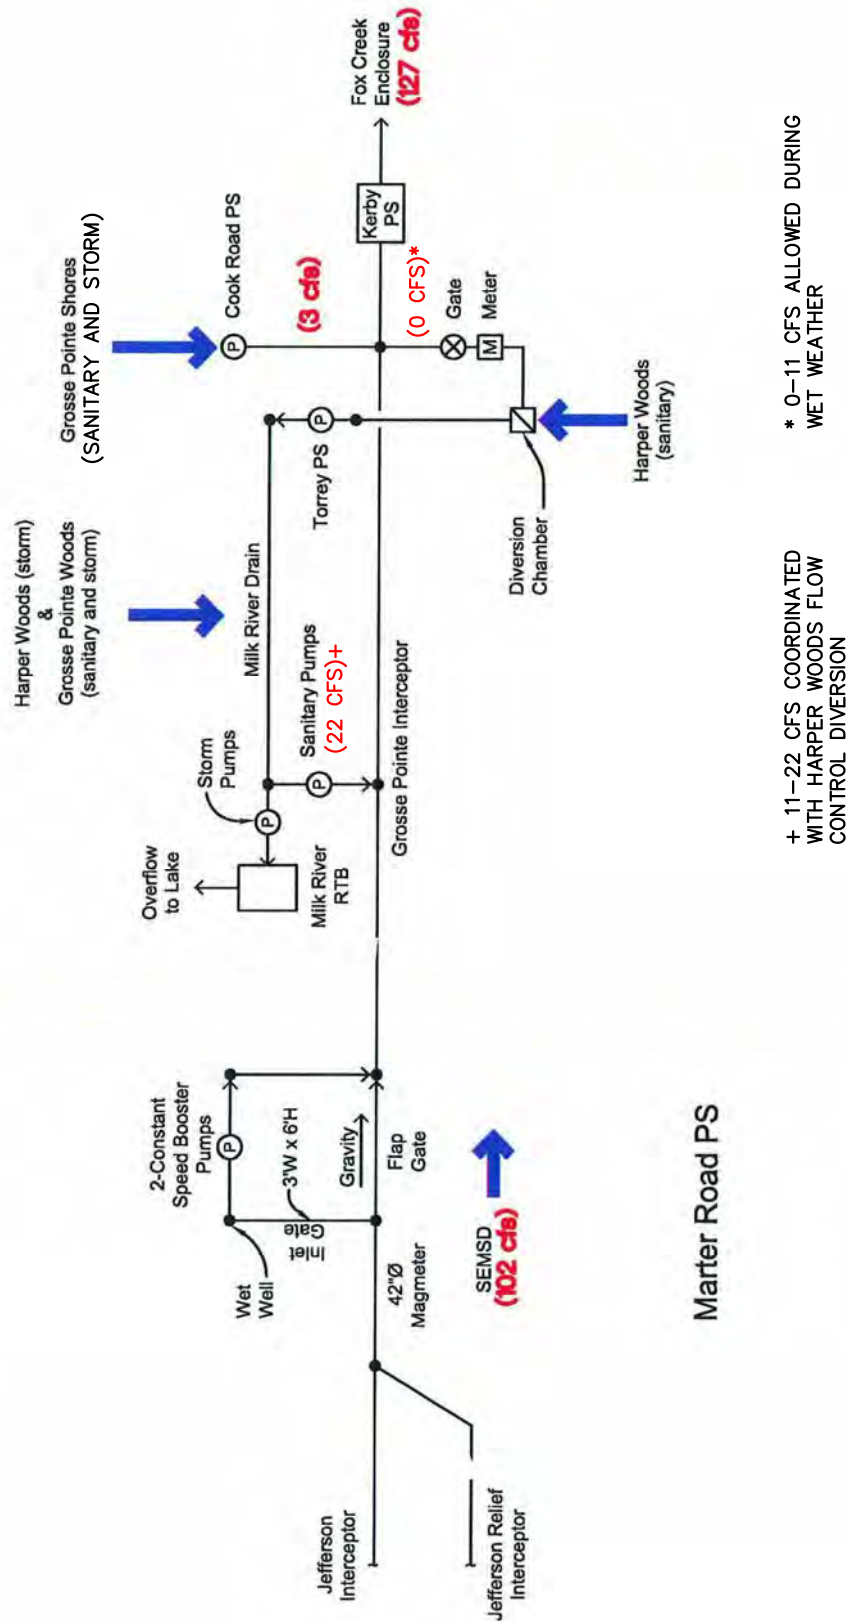 Harper Woods (storm)
&
Grosse Pointe Woods
(sanitary and storm)
Grosse Pointe Shores
(SANITARY AND STORM)
Overflow
to Lake
Storm
Pumps
Milk River Drain
Cook Road PS
(3 cfs)
Fox Creek
Enclosure
(127 cfs)
Milk River
RTB
Sanitary Pumps
(22 CFS)+
Torrey PS
Kerby
PS
(0 CFS)*
Gate
Meter
P
P
P
P
M
2-Constant
Speed Booster
Pumps
P
Wet
Well
Inlet
Gate
3'W x 6'H
Gravity
Flap
Gate
Grosse Pointe Interceptor
Jefferson
Interceptor
42"Ø
Magmeter
Jefferson Relief
Interceptor
SEMSD
(102 cfs)
Diversion
Chamber
Harper Woods
(sanitary)
Marter Road PS
+ 11-22 CFS COORDINATED
WITH HARPER WOODS FLOW
CONTROL DIVERSION
* 0-11 CFS ALLOWED DURING
WET WEATHER